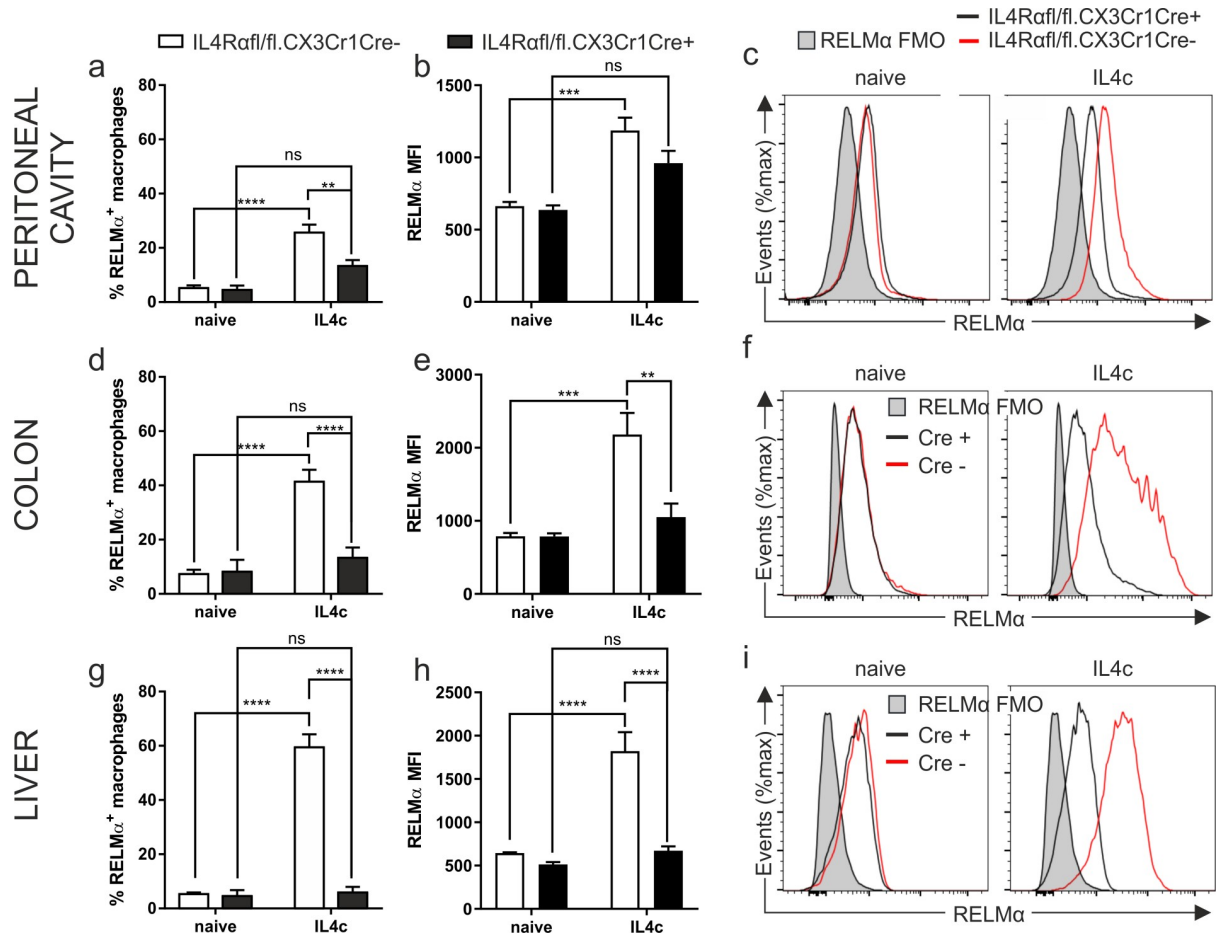 IL4Rαfl/fl.CX3Cr1Cre-
IL4Rαfl/fl.CX3Cr1Cre+
RELMα FMO
IL4Rαfl/fl.CX3Cr1Cre+
IL4Rαfl/fl.CX3Cr1Cre-
PERITONEAL
CAVITY
a
% RELMα+ macrophages
80
60
40
20
0
****
**
ns
naive
IL4c
b
RELMα MFI
1500
1000
500
0
***
ns
naive
IL4c
c
naive
IL4c
Events (%max)
RELMα
COLON
d
% RELMα+ macrophages
80
60
40
20
0
****
****
ns
naive
IL4c
e
RELMα MFI
3000
2000
1000
0
***
**
naive
IL4c
f
naive
IL4c
RELMα FMO
Cre +
Cre -
Events (%max)
RELMα
LIVER
g
% RELMα+ macrophages
80
60
40
20
0
****
****
ns
naive
IL4c
h
RELMα MFI
2500
2000
1500
1000
500
0
****
****
ns
naive
IL4c
i
naive
IL4c
RELMα FMO
Cre +
Cre -
Events (%max)
RELMα